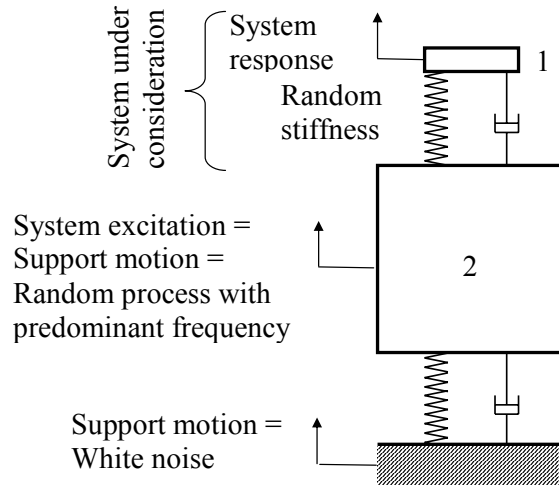 System under
consideration
System
response
1
Random
stiffness
System excitation =
Support motion =
Random process with
predominant frequency
2
Support motion =
White noise